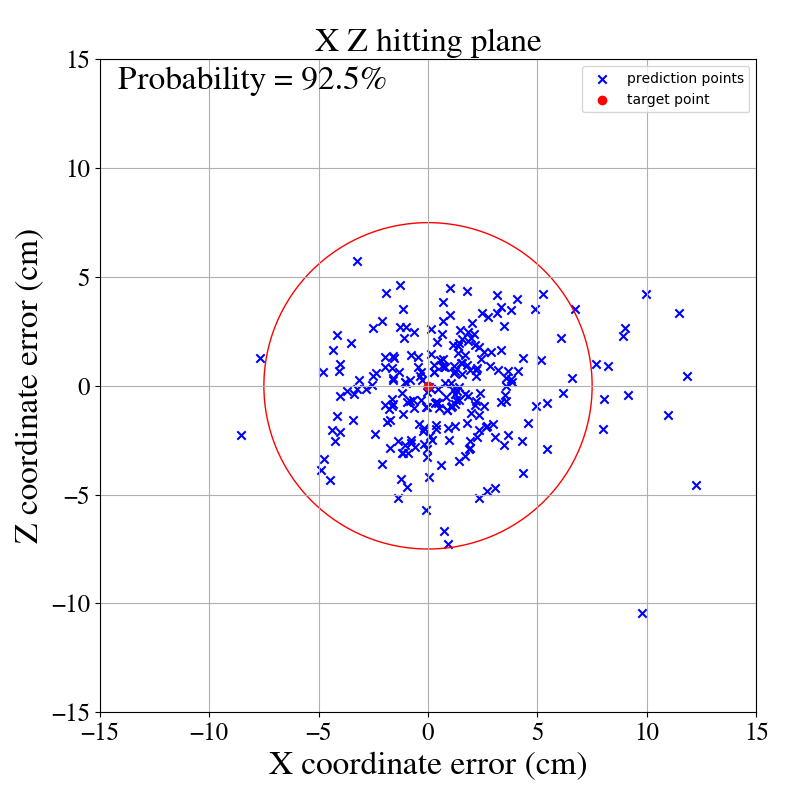 X Z hitting plane
Probability = 92.5%
prediction points
target point
Z coordinate error (cm)
15
10
5
0
−5
−10
−15
−15
−10
−5
0
5
10
15
X coordinate error (cm)